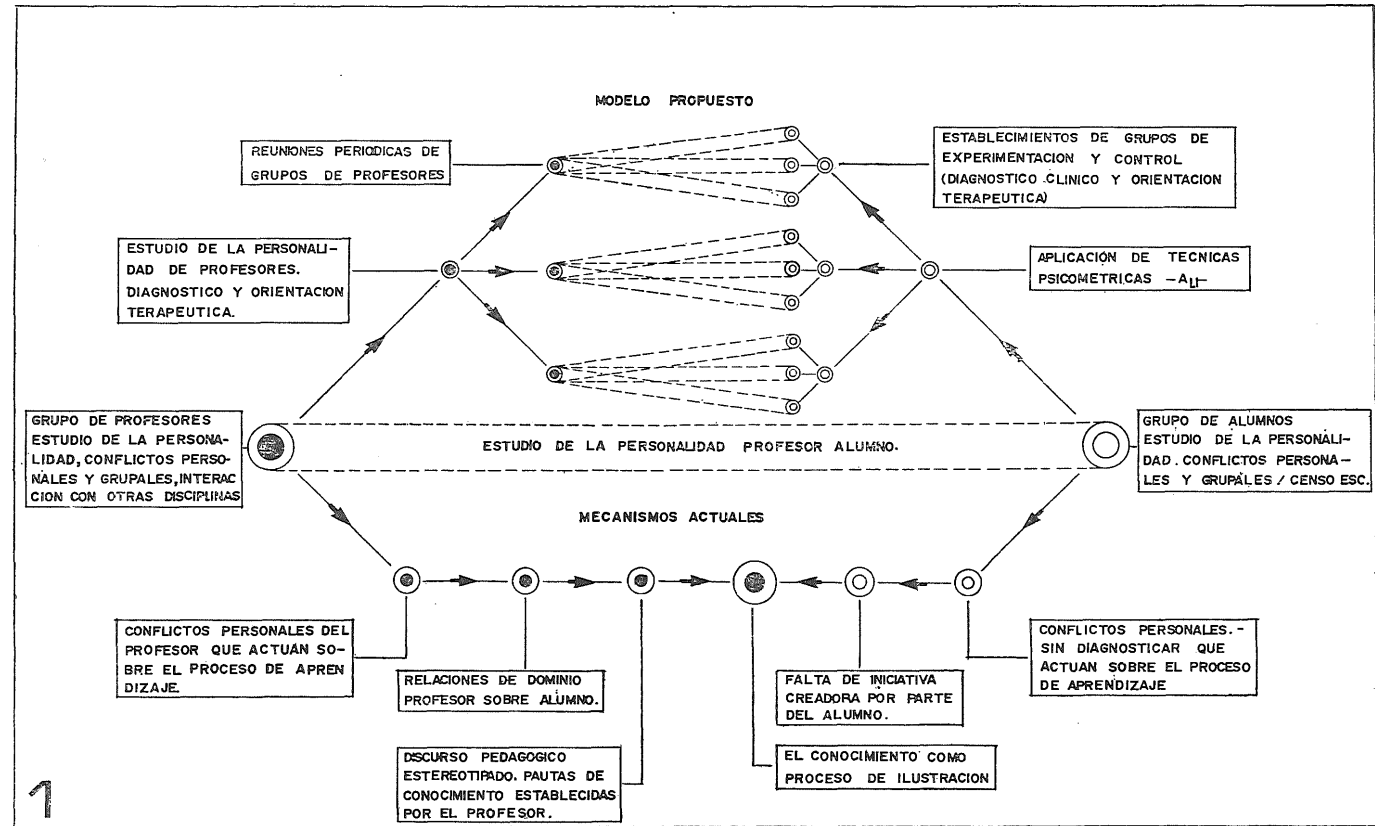 MODELO PROPUESTO
REUNIONES PERIODICAS DE
GRUPOS DE PROFESORES
ESTABLECIMIENTOS DE GRUPOS DE
EXPERIMENTACION Y CONTROL
(DIAGNOSTICO CLINICO Y ORIENTACION
TERAPEUTICA)
ESTUDIO DE LA PERSONALI-
DAD DE PROFESORES.
DIAGNOSTICO Y ORIENTACION
TERAPEUTICA.
APLICACIÓN DE TECNICAS
PSICOMETRICAS
GRUPO DE PROFESORES
ESTUDIO DE LA PERSONA-
LIDAD, CONFLICTOS PERSO-
NALES Y GRUPALES, INTERAC
CION CON OTRAS DISCIPLINAS
ESTUDIO DE LA PERSONALIDAD PROFESOR ALUMNO.
GRUPO DE ALUMNOS
ESTUDIO DE LA PERSONALI-
DAD. CONFLICTOS PERSONA-
LES Y GRUPALES / CENSO ESC.
MECANISMOS ACTUALES
CONFLICTOS PERSONALES DEL
PROFESOR QUE ACTUAN SO-
BRE EL PROCESO DE APREN
DIZAJE.
RELACIONES DE DOMINIO
PROFESOR SOBRE ALUMNO.
DISCURSO PEDAGOGICO
ESTEREOTIPADO. PAUTAS DE
CONOCIMIENTO ESTABLECIDAS
POR EL PROFESOR.
EL CONOCIMIENTO COMO
PROCESO DE ILUSTRACION
FALTA DE INICIATIVA
CREADORA POR PARTE
DEL ALUMNO.
CONFLICTOS PERSONALES.-
SIN DIAGNOSTICAR QUE
ACTUAN SOBRE EL PROCESO
DE APRENDIZAJE
1